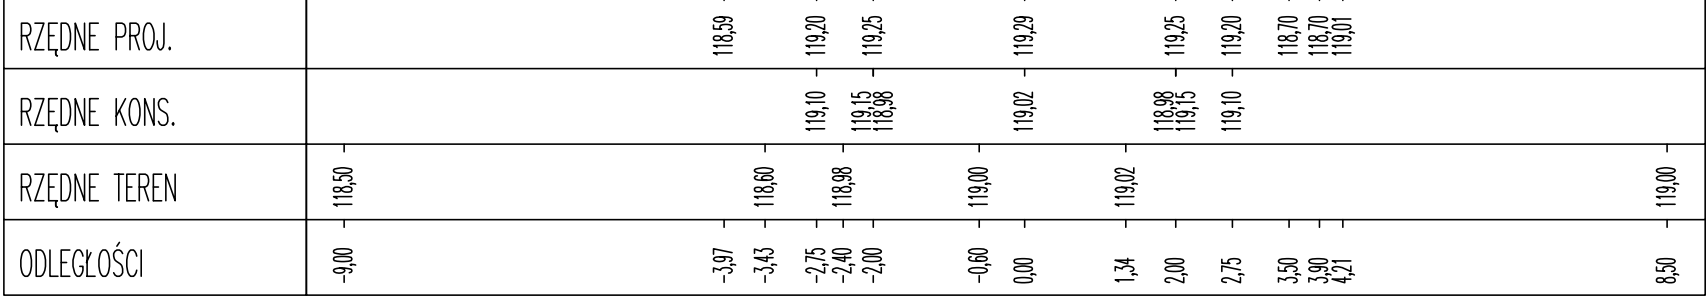 RZĘDNE PROJ. 118,59 119,20 119,25 119,29 119,25 119,20 118,70 118,70 119,01
RZĘDNE KONS. 119,10 119,15 118,98 119,02 118,98 119,15 119,10
RZĘDNE TEREN 118,50 118,60 118,98 119,00 119,02 119,00
ODLEGŁOŚCI -9,00 -3,97 -3,43 -2,75 -2,40 -2,00 -0,60 0,00 1,34 2,00 2,75 3,50 3,90 4,21 8,50